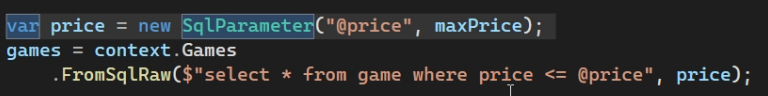 var price = new SqlParameter("@price", maxPrice);
games = context.Games
.FromSqlRaw($"select * from game where price <= @price", price);